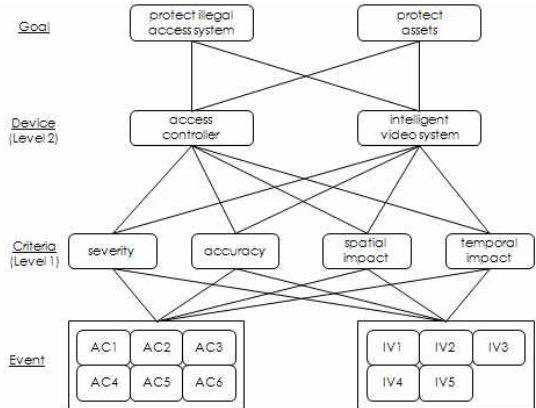 Goal
protect illegal
access system
protect
assets
Device
(Level 2)
access
controller
intelligent
video system
Criteria
(Level 1)
severity
accuracy
spatial
impact
temporal
impact
Event
AC1 AC2 AC3
AC4 AC5 AC6
IV1 IV2 IV3
IV4 IV5